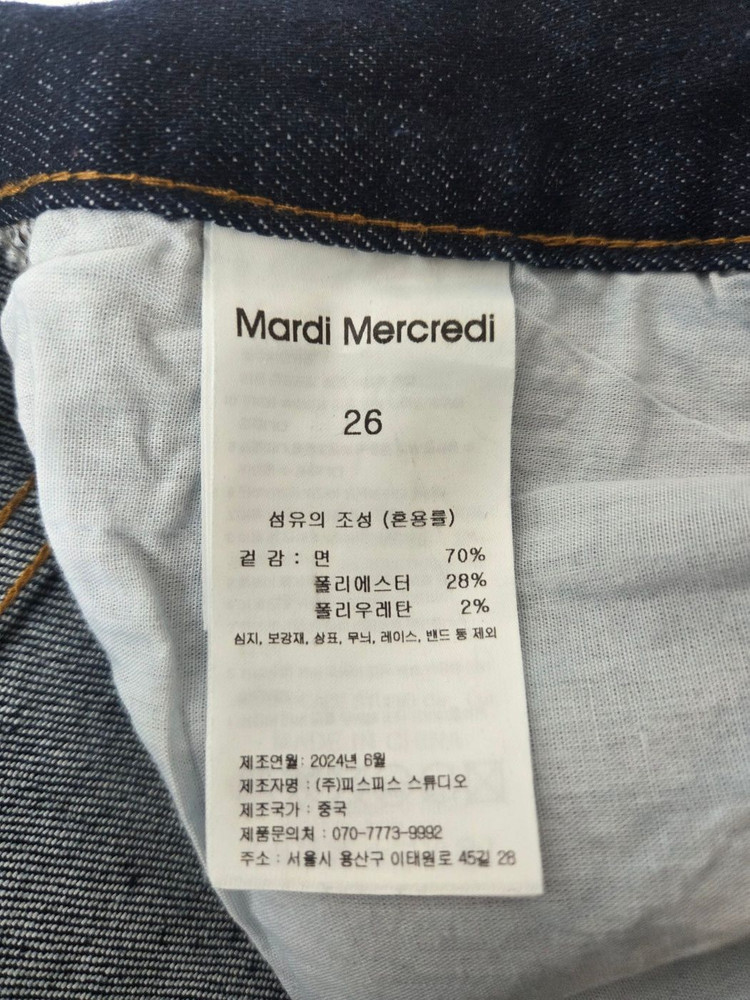 Mardi Mercredi
26
섬유의 조성 (혼용률)
겉 감 : 면 70%
폴리에스터 28%
폴리우레탄 2%
심지, 보강재, 상표, 무늬, 레이스, 밴드 등 제외
제조연월: 2024년 6월
제조자명 : (주)피스피스 스튜디오
제조국가 : 중국
제품문의처 : 070-7773-9992
주소 : 서울시 용산구 이태원로 45길 28